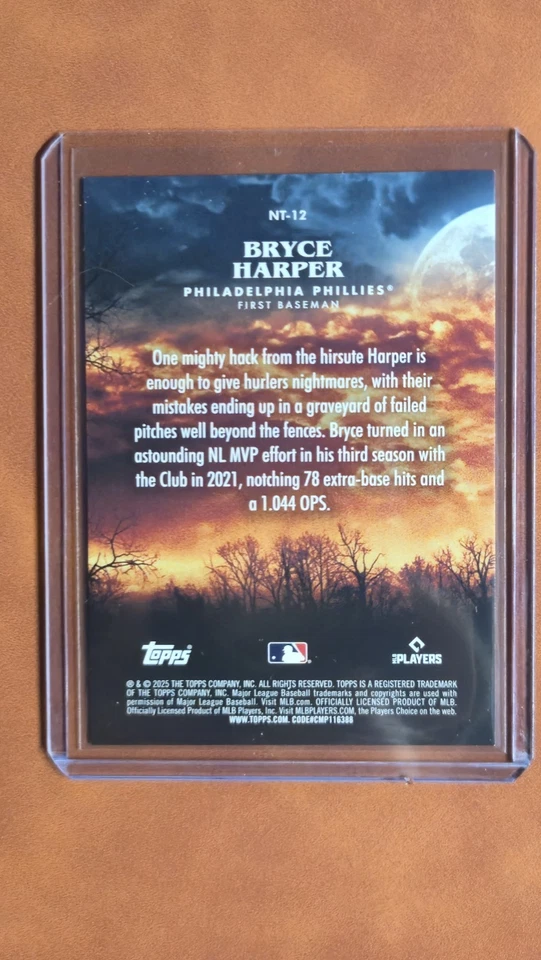 NT-12
BRYCE
HARPER
PHILADELPHIA PHILLIES®
FIRST BASEMAN
One mighty hack from the hirsute Harper is
enough to give hurlers nightmares, with their
mistakes ending up in a graveyard of failed
pitches well beyond the fences. Bryce turned in an
astounding NL MVP effort in his third season with
the Club in 2021, notching 78 extra-base hits and
a 1.044 OPS.
topps
MLB PLAYERS
® & © 2025 THE TOPPS COMPANY, INC. ALL RIGHTS RESERVED. TOPPS IS A REGISTERED TRADEMARK
OF THE TOPPS COMPANY, INC. Major League Baseball trademarks and copyrights are used with
permission of Major League Baseball. Visit MLB.com. OFFICIALLY LICENSED PRODUCT OF MLB.
Officially Licensed Product of MLB Players, Inc. Visit MLBPLAYERS.COM, the Players Choice on the web.
WWW.TOPPS.COM. CODE#CMP116388